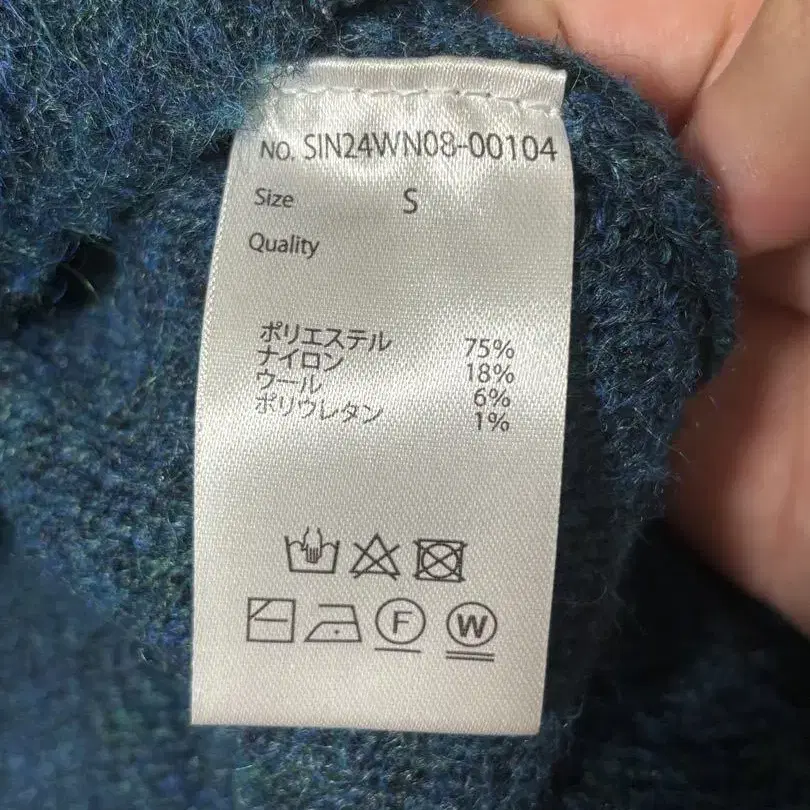 No. SIN24WN08-00104
Size S
Quality
ポリエステル 75%
ナイロン 18%
ウール 6%
ポリウレタン 1%
F W